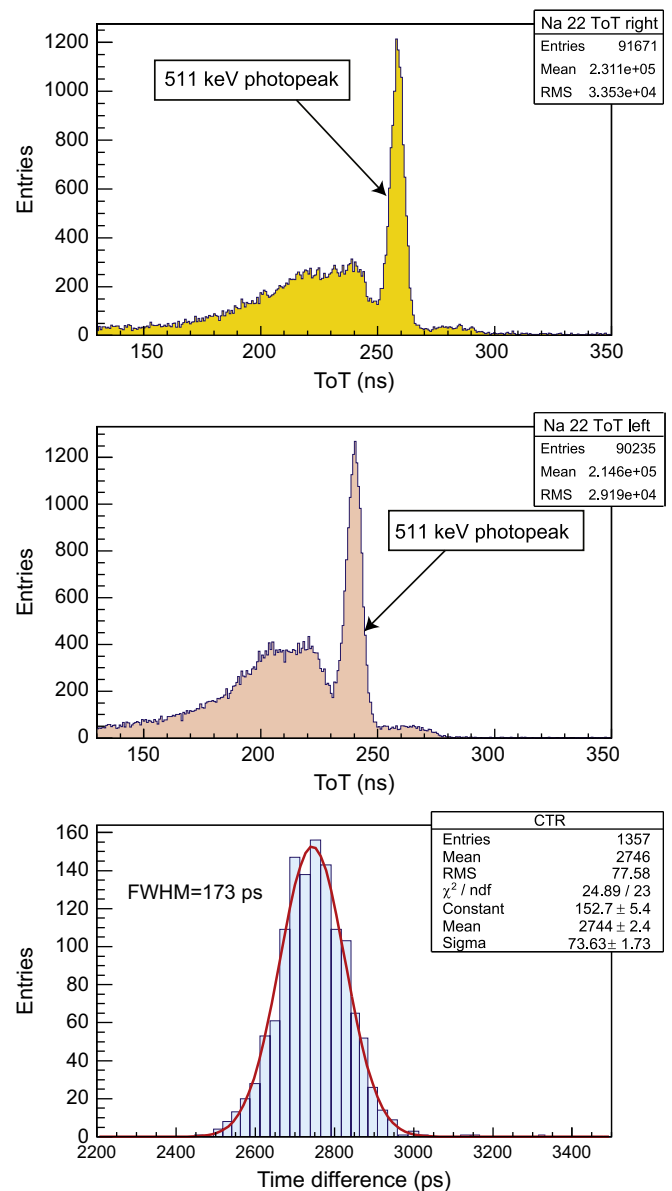 Na 22 ToT right
Entries 91671
Mean 2.311e+05
RMS 3.353e+04
511 keV photopeak
Entries
1200
1000
800
600
400
200
0
150 200 250 300 350
ToT (ns)
Na 22 ToT left
Entries 90235
Mean 2.146e+05
RMS 2.919e+04
511 keV photopeak
Entries
1200
1000
800
600
400
200
0
150 200 250 300 350
ToT (ns)
CTR
Entries 1357
Mean 2746
RMS 77.58
χ² / ndf 24.89 / 23
Constant 152.7 ± 5.4
Mean 2744 ± 2.4
Sigma 73.63± 1.73
FWHM=173 ps
Entries
160
140
120
100
80
60
40
20
0
2200 2400 2600 2800 3000 3200 3400
Time difference (ps)